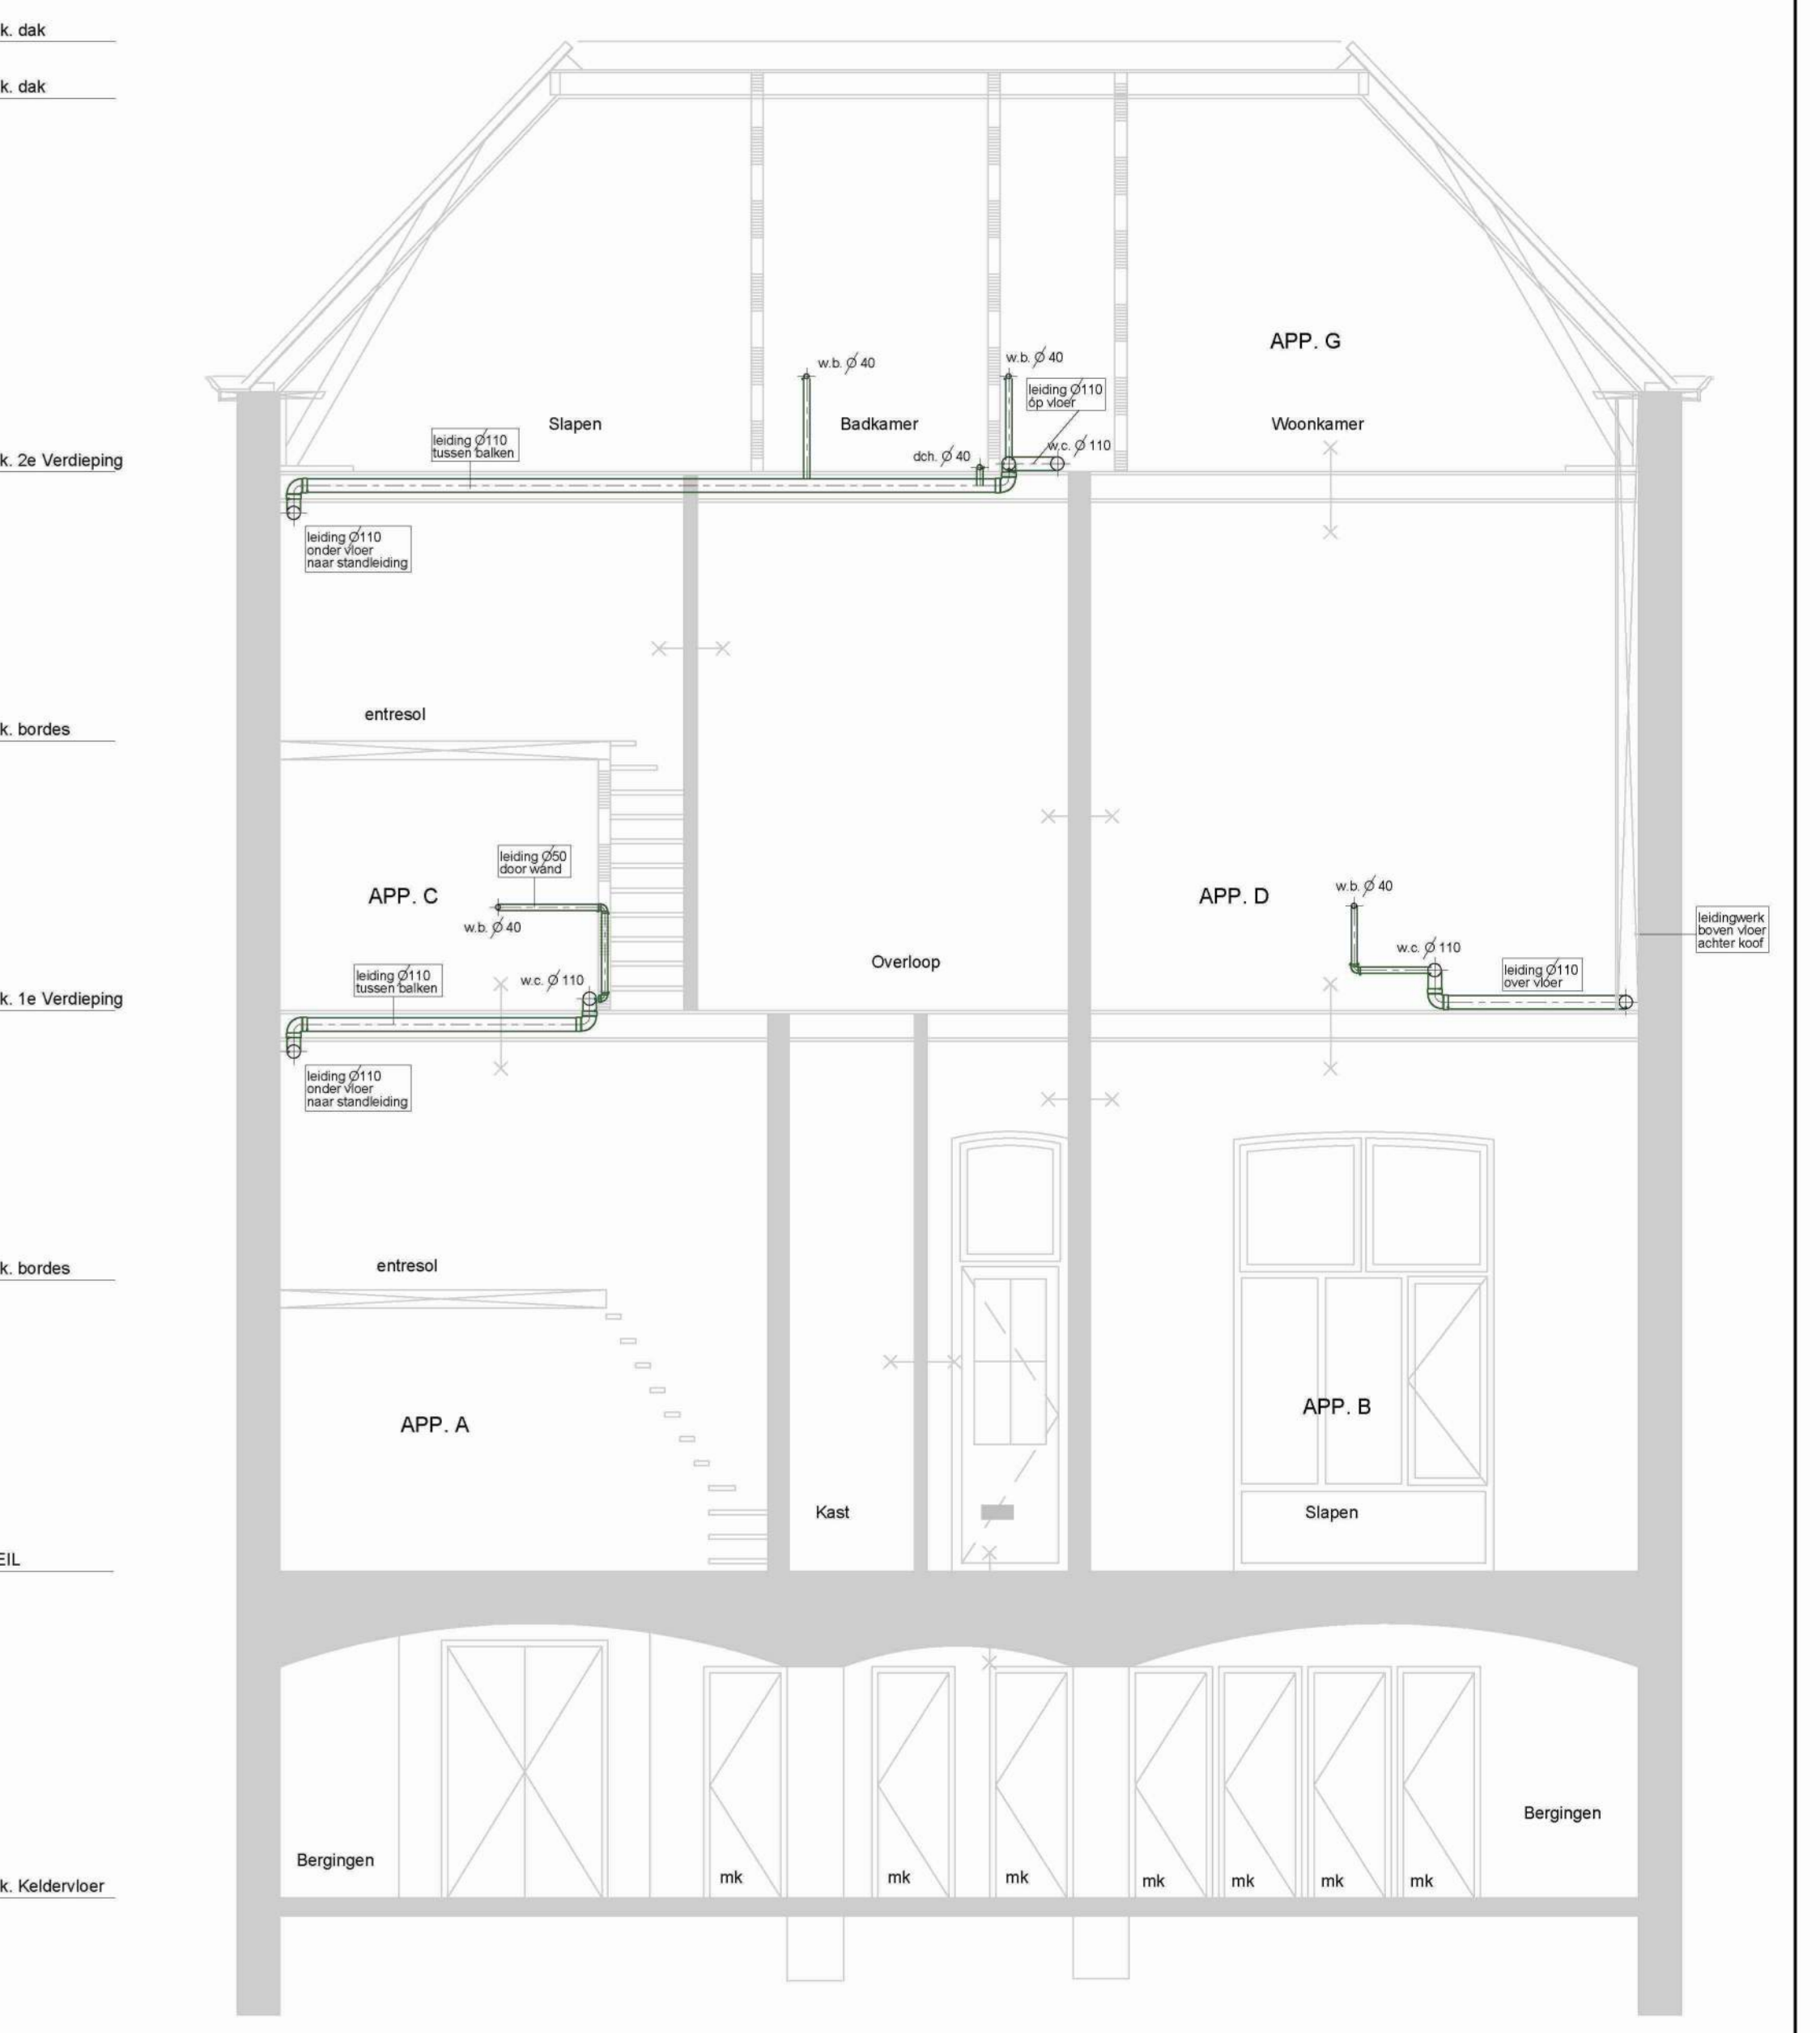 k. dak
k. dak
APP. G
w.b. Ø 40
w.b. Ø 40
leiding Ø110
óp vloer
Slapen
Badkamer
Woonkamer
leiding Ø110
tussen balken
w.c. Ø 110
dch. Ø 40
k. 2e Verdieping
leiding Ø110
onder vloer
naar standleiding
entresol
k. bordes
leiding Ø50
door wand
APP. C
w.b. Ø 40
APP. D
w.b. Ø 40
leidingwerk
boven vloer
achter koof
w.c. Ø 110
Overloop
leiding Ø110
over vloer
leiding Ø110
tussen balken
w.c. Ø 110
k. 1e Verdieping
leiding Ø110
onder vloer
naar standleiding
entresol
k. bordes
APP. A
APP. B
Kast
Slapen
EIL
Bergingen
Bergingen
mk
mk
mk
mk
mk
mk
mk
k. Keldervloer